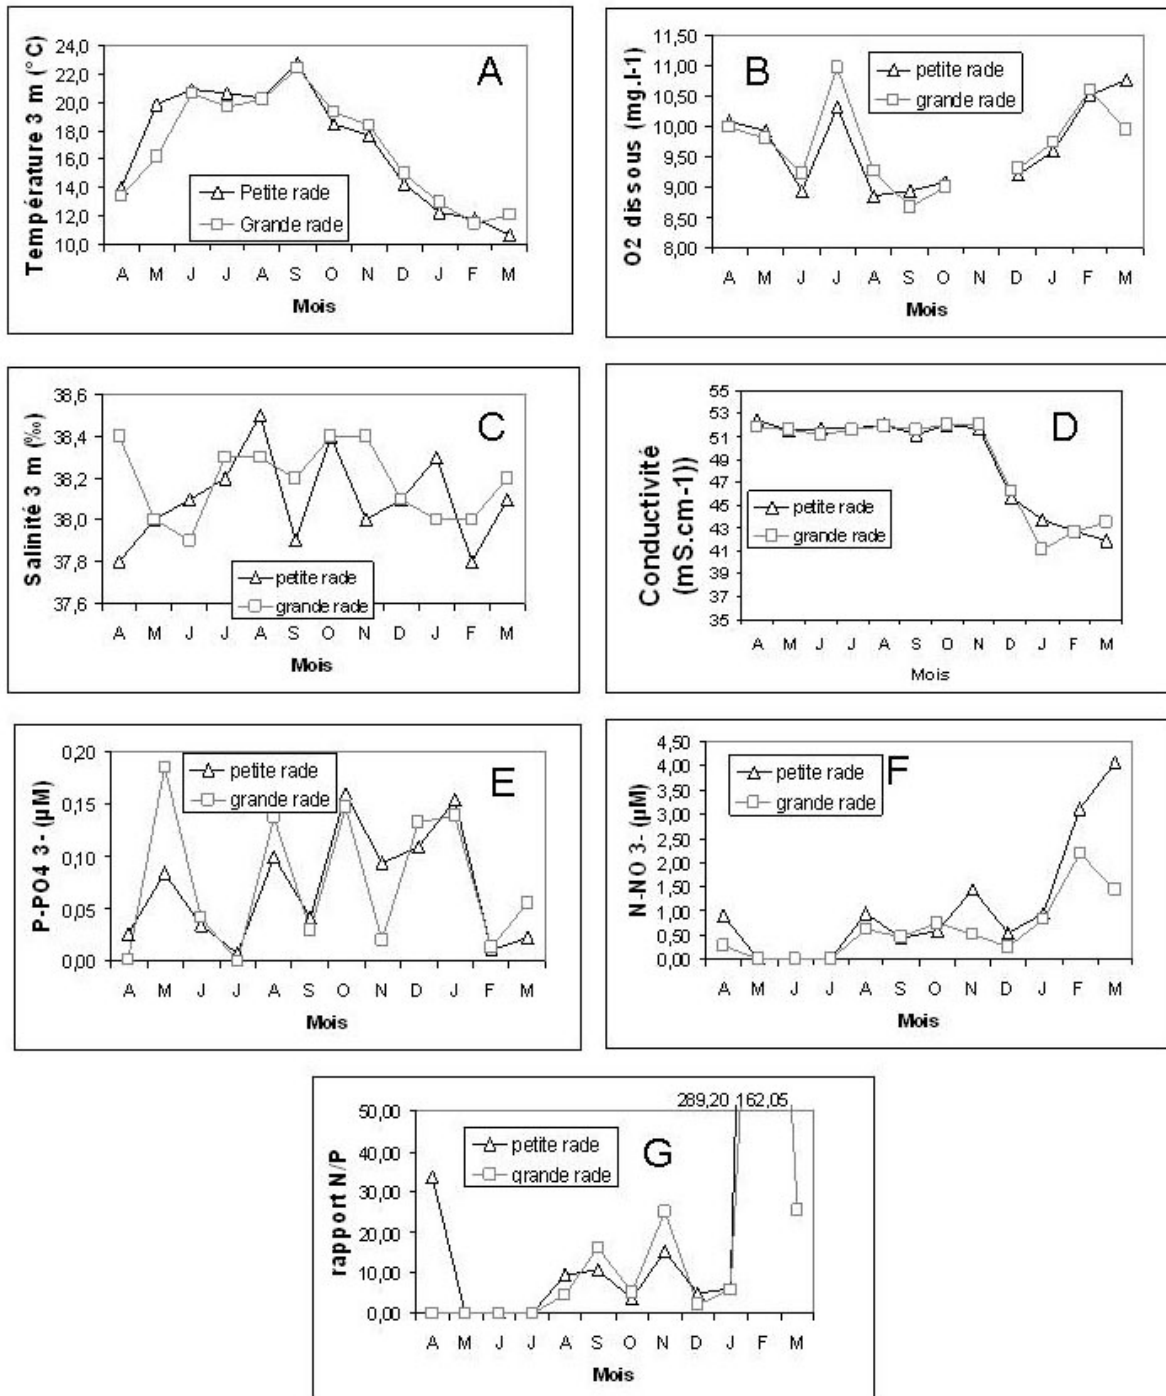 Température 3 m (°C)
24,0
22,0
20,0
18,0
16,0
14,0
12,0
10,0
A
Petite rade
Grande rade
A M J J A S O N D J F M
Mois
O2 dissous (mg.l-1)
11,50
11,00
10,50
10,00
9,50
9,00
8,50
8,00
B
petite rade
grande rade
A M J J A S O N D J F M
Mois
Salinité 3 m (‰)
38,6
38,4
38,2
38,0
37,8
37,6
C
petite rade
grande rade
A M J J A S O N D J F M
Mois
Conductivité
(mS.cm-1))
55
53
51
49
47
45
43
41
39
37
35
D
petite rade
grande rade
A M J J A S O N D J F M
Mois
P-PO4 3- (µM)
0,20
0,15
0,10
0,05
0,00
E
petite rade
grande rade
A M J J A S O N D J F M
Mois
N-NO 3- (µM)
4,50
4,00
3,50
3,00
2,50
2,00
1,50
1,00
0,50
0,00
F
petite rade
grande rade
A M J J A S O N D J F M
Mois
rapport N/P
289,20 162,05
50,00
40,00
30,00
20,00
10,00
0,00
G
petite rade
grande rade
A M J J A S O N D J F M
Mois